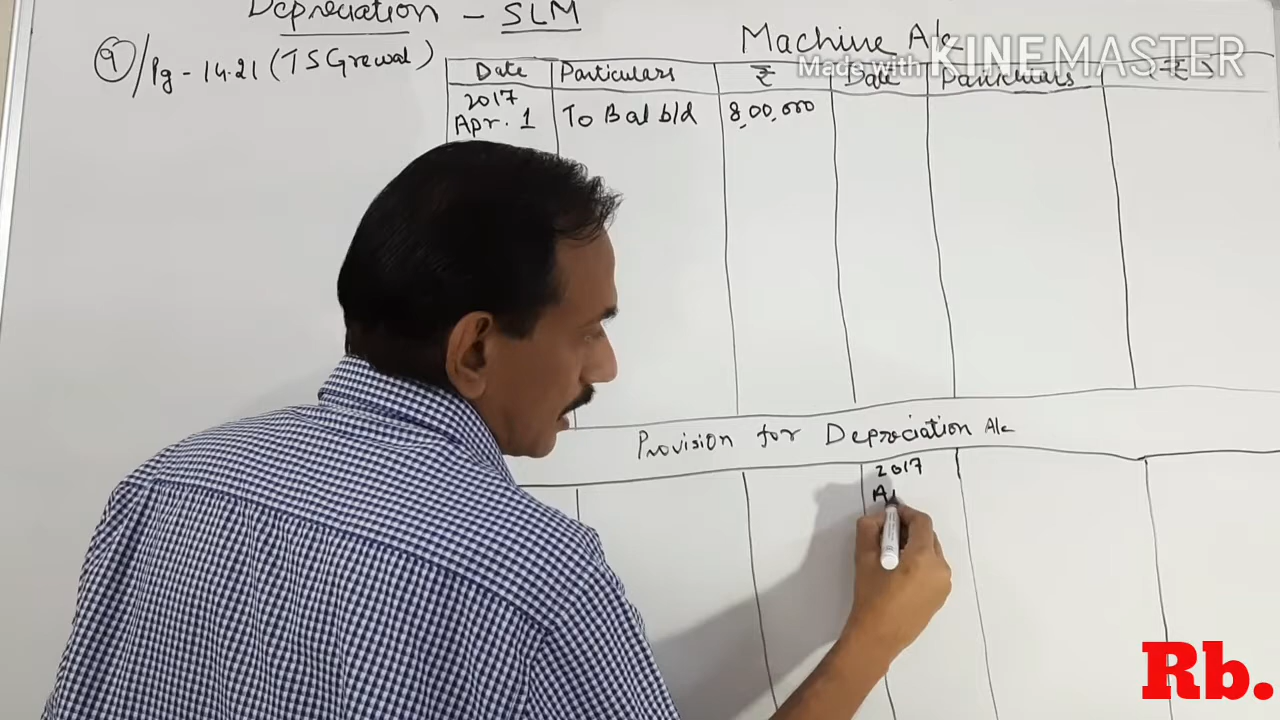 Depreciation - SLM
9/Pg - 14.21 (TS Grewal)
Machine A/c
Made with KINEMASTER
Date Particulars ₹ Date Particulars ₹
2017
Apr. 1 To Bal b/d 8,00,000
Provision for Depreciation A/c
2017
A
Rb.